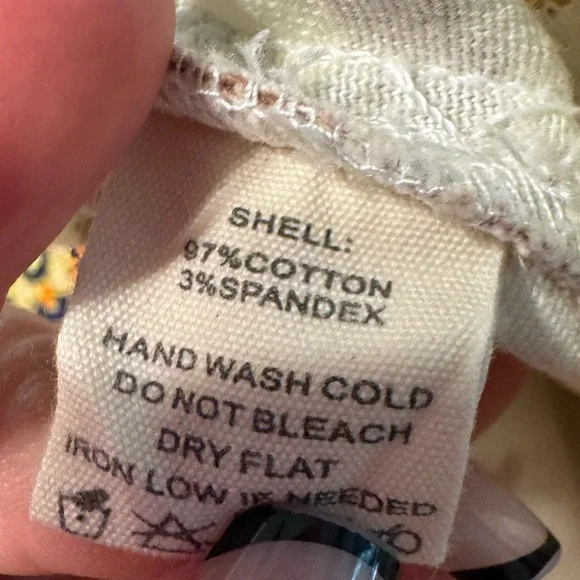 SHELL:
97%COTTON
3%SPANDEX
HAND WASH COLD
DO NOT BLEACH
DRY FLAT
IRON LOW IF NEEDED